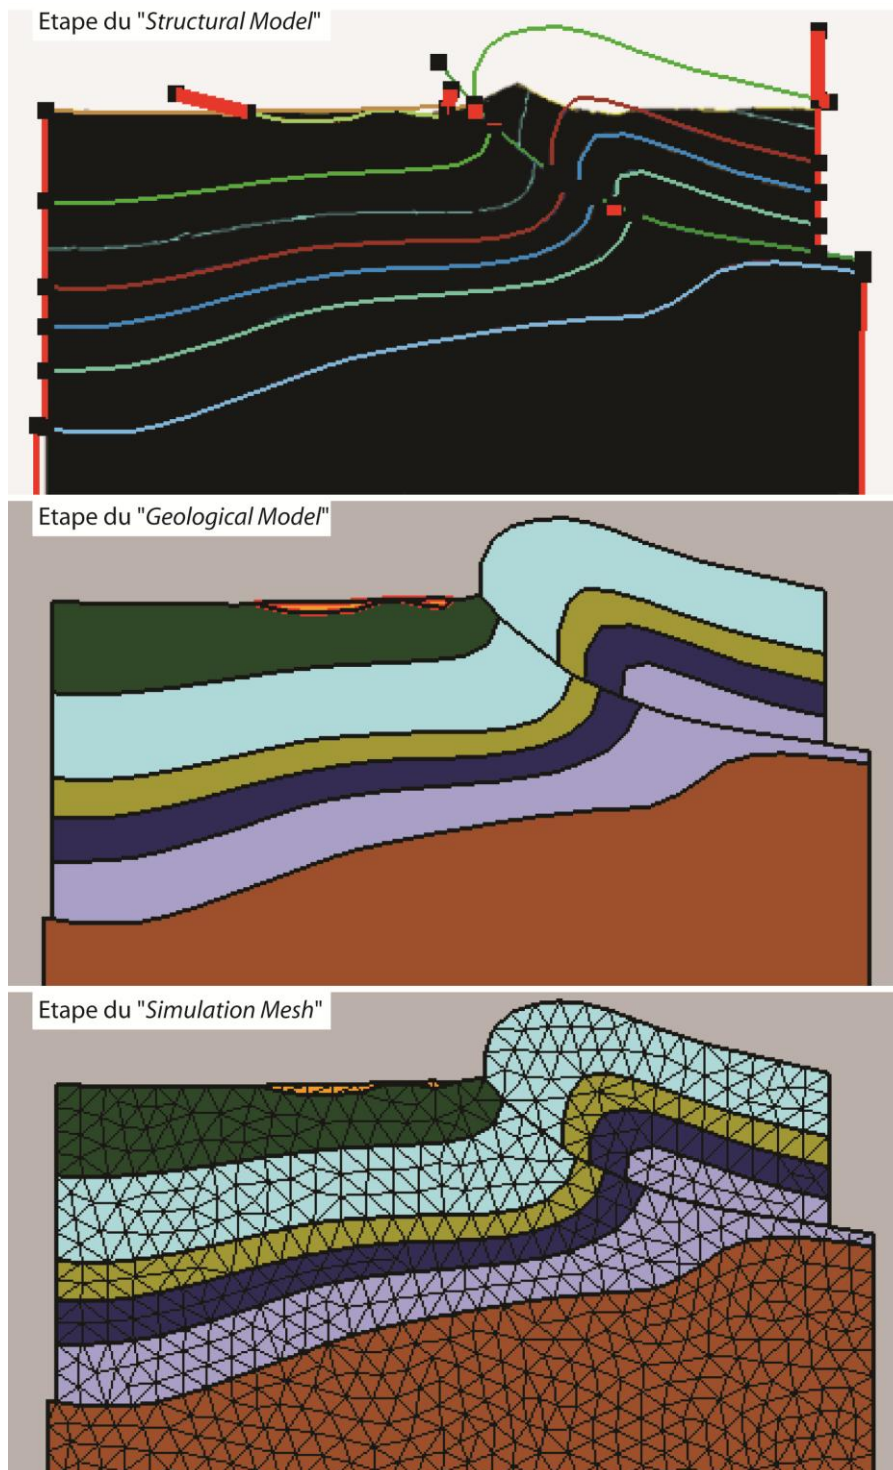 Etape du "Structural Model"
Etape du "Geological Model"
Etape du "Simulation Mesh"